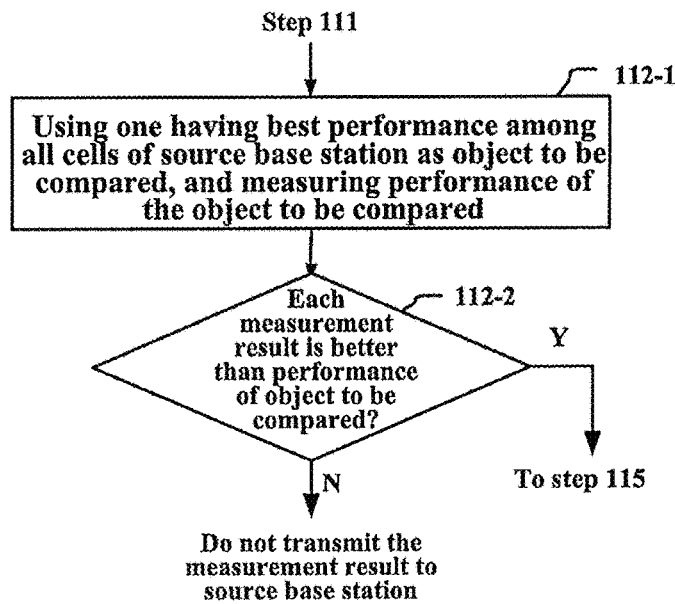 Step 111
112-1
Using one having best performance among
all cells of source base station as object to be
compared, and measuring performance of
the object to be compared
112-2
Each
measurement
result is better
than performance
of object to be
compared?
Y
To step 115
N
Do not transmit the
measurement result to
source base station